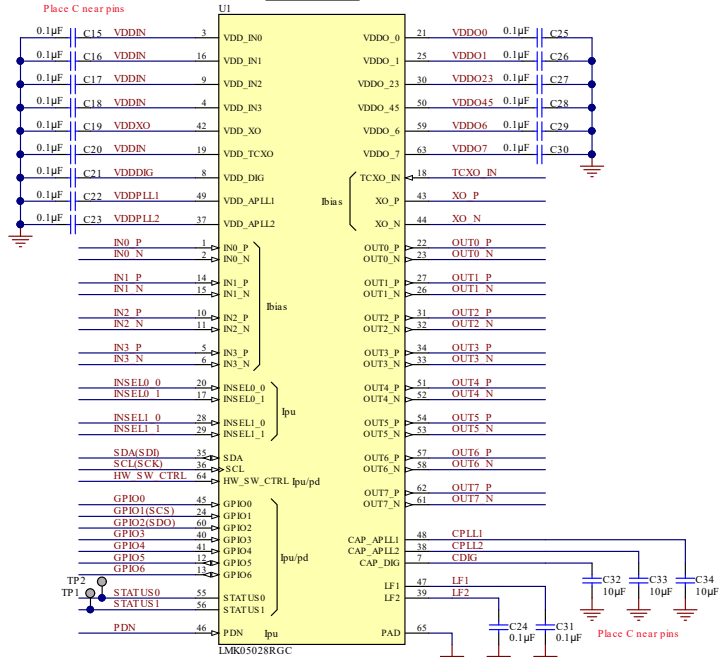 Place C near pins
U1
0.1µF C15 VDDIN 3 VDD_IN0 VDDO_0 21 VDDO0 0.1µF C25
0.1µF C16 VDDIN 16 VDD_IN1 VDDO_1 25 VDDO1 0.1µF C26
0.1µF C17 VDDIN 9 VDD_IN2 VDDO_23 30 VDDO23 0.1µF C27
0.1µF C18 VDDIN 4 VDD_IN3 VDDO_45 50 VDDO45 0.1µF C28
0.1µF C19 VDDXO 42 VDD_XO VDDO_6 59 VDDO6 0.1µF C29
0.1µF C20 VDDIN 19 VDD_TCXO VDDO_7 63 VDDO7 0.1µF C30
0.1µF C21 VDDDIG 8 VDD_DIG TCXO_IN 18 TCXO_IN
0.1µF C22 VDDPLL1 49 VDD_APLL1 Ibias XO_P 43 XO_P
0.1µF C23 VDDPLL2 37 VDD_APLL2 XO_N 44 XO_N
IN0_P 1 IN0_P OUT0_P 22 OUT0_P
IN0_N 2 IN0_N OUT0_N 23 OUT0_N
IN1_P 14 IN1_P OUT1_P 27 OUT1_P
IN1_N 15 IN1_N OUT1_N 26 OUT1_N
Ibias
IN2_P 10 IN2_P OUT2_P 31 OUT2_P
IN2_N 11 IN2_N OUT2_N 32 OUT2_N
IN3_P 5 IN3_P OUT3_P 34 OUT3_P
IN3_N 6 IN3_N OUT3_N 33 OUT3_N
INSEL0_0 20 INSEL0_0 OUT4_P 51 OUT4_P
INSEL0_1 17 INSEL0_1 OUT4_N 52 OUT4_N
Ipu
INSEL1_0 28 INSEL1_0 OUT5_P 54 OUT5_P
INSEL1_1 29 INSEL1_1 OUT5_N 53 OUT5_N
SDA(SDI) 35 SDA OUT6_P 57 OUT6_P
SCL(SCK) 36 SCL OUT6_N 58 OUT6_N
HW_SW_CTRL 64 HW_SW_CTRL Ipu/pd
OUT7_P 62 OUT7_P
OUT7_N 61 OUT7_N
GPIO0 45 GPIO0
GPIO1(SCS) 24 GPIO1
GPIO2(SDO) 60 GPIO2
GPIO3 40 GPIO3 CAP_APLL1 48 CPLL1
GPIO4 41 GPIO4 CAP_APLL2 38 CPLL2
GPIO5 12 GPIO5 Ipu/pd CAP_DIG 7 CDIG
GPIO6 13 GPIO6
C32 10µF C33 10µF C34 10µF
TP2
TP1
STATUS0 55 STATUS0 LF1 47 LF1
STATUS1 56 STATUS1 LF2 39 LF2
C24 0.1µF C31 0.1µF
Place C near pins
PDN 46 PDN Ipu PAD 65
LMK05028RGC